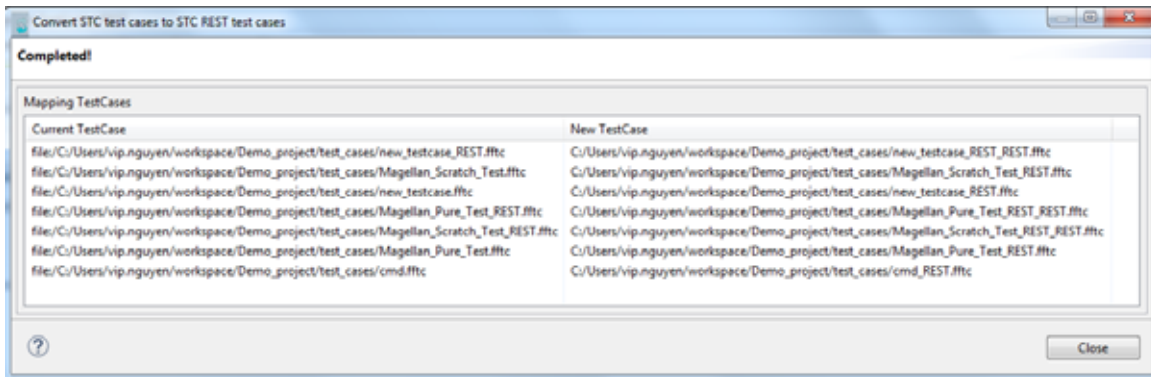 Convert STC test cases to STC REST test cases
Completed!
Mapping TestCases
Current TestCase New TestCase
file:/C:/Users/vip.nguyen/workspace/Demo_project/test_cases/new_testcase_REST.fftc C:/Users/vip.nguyen/workspace/Demo_project/test_cases/new_testcase_REST_REST.fftc
file:/C:/Users/vip.nguyen/workspace/Demo_project/test_cases/Magellan_Scratch_Test.fftc C:/Users/vip.nguyen/workspace/Demo_project/test_cases/Magellan_Scratch_Test_REST.fftc
file:/C:/Users/vip.nguyen/workspace/Demo_project/test_cases/new_testcase.fftc C:/Users/vip.nguyen/workspace/Demo_project/test_cases/new_testcase_REST.fftc
file:/C:/Users/vip.nguyen/workspace/Demo_project/test_cases/Magellan_Pure_Test_REST.fftc C:/Users/vip.nguyen/workspace/Demo_project/test_cases/Magellan_Pure_Test_REST_REST.fftc
file:/C:/Users/vip.nguyen/workspace/Demo_project/test_cases/Magellan_Scratch_Test_REST.fftc C:/Users/vip.nguyen/workspace/Demo_project/test_cases/Magellan_Scratch_Test_REST_REST.fftc
file:/C:/Users/vip.nguyen/workspace/Demo_project/test_cases/Magellan_Pure_Test.fftc C:/Users/vip.nguyen/workspace/Demo_project/test_cases/Magellan_Pure_Test_REST.fftc
file:/C:/Users/vip.nguyen/workspace/Demo_project/test_cases/cmd.fftc C:/Users/vip.nguyen/workspace/Demo_project/test_cases/cmd_REST.fftc
Close